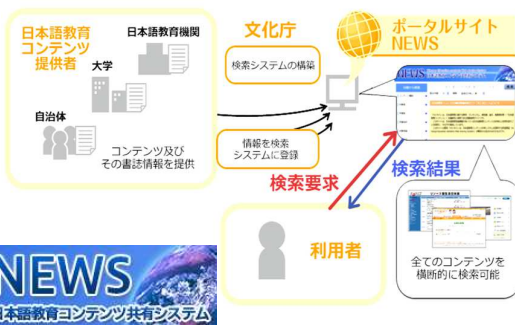 日本語教育
コンテンツ
提供者
日本語教育機関
大学
自治体
コンテンツ及び
その書誌情報を提供
文化庁
検索システムの構築
情報を検索
システムに登録
ポータルサイト
NEWS
NEWS
検索要求
検索結果
利用者
全てのコンテンツを
横断的に検索可能
NEWS
日本語教育コンテンツ共有システム